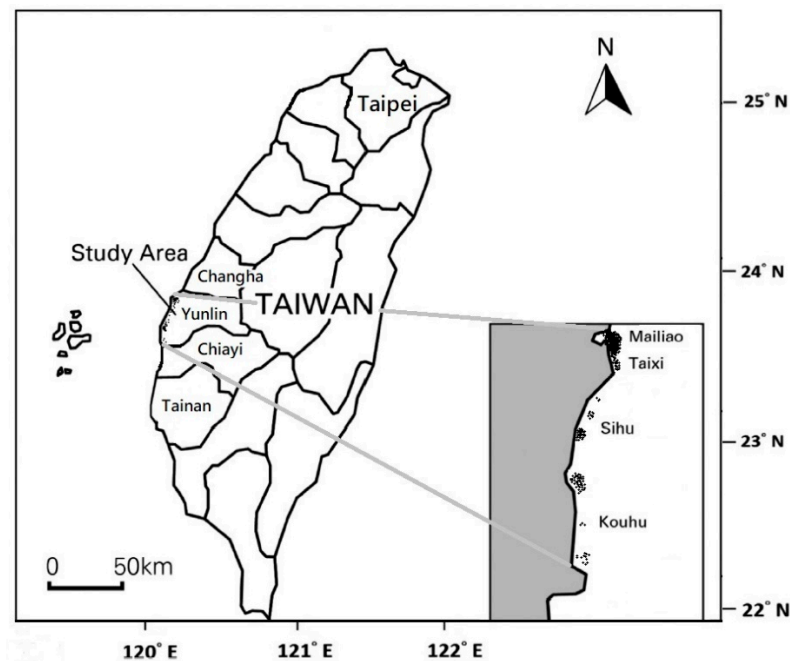 N
Taipei
25° N
Study Area
Changha
24° N
TAIWAN
Yunlin
Chiayi
Tainan
Mailiao
Taixi
Sihu
23° N
Kouhu
0 50km
22° N
120° E 121° E 122° E